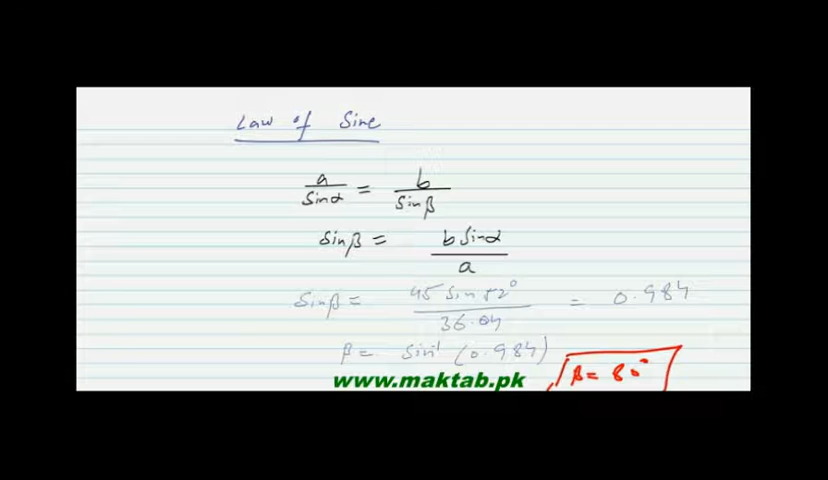 Law of Sine
a/Sinα = b/Sinβ
Sinβ = b Sinα/a
Sinβ = 45 Sin 52°/36.04 = 0.984
β = Sin⁻¹ (0.984)
β = 80°
www.maktab.pk